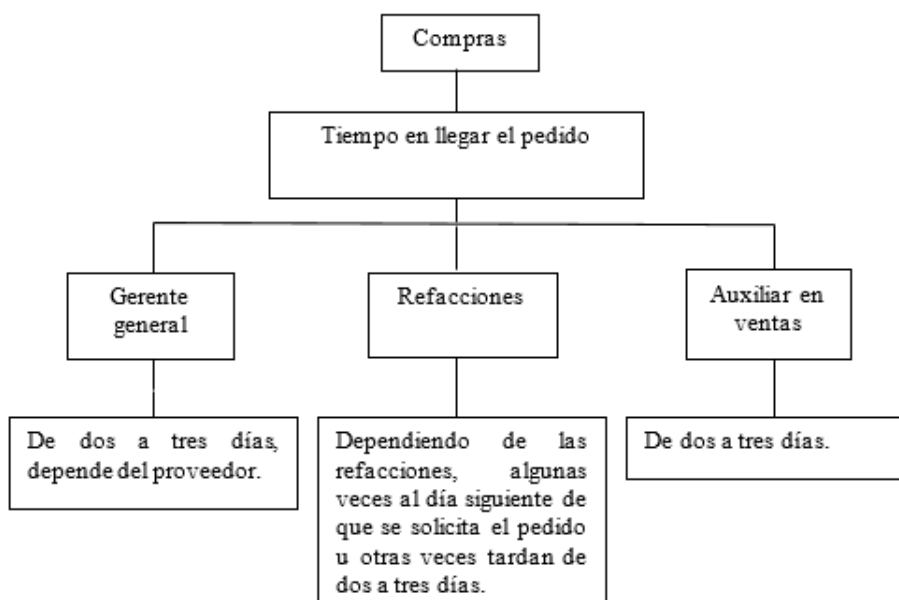 Compras
Tiempo en llegar el pedido
Gerente
general
Refacciones
Auxiliar en
ventas
De dos a tres días,
depende del proveedor.
Dependiendo de las
refacciones, algunas
veces al día siguiente de
que se solicita el pedido
u otras veces tardan de
dos a tres días.
De dos a tres días.